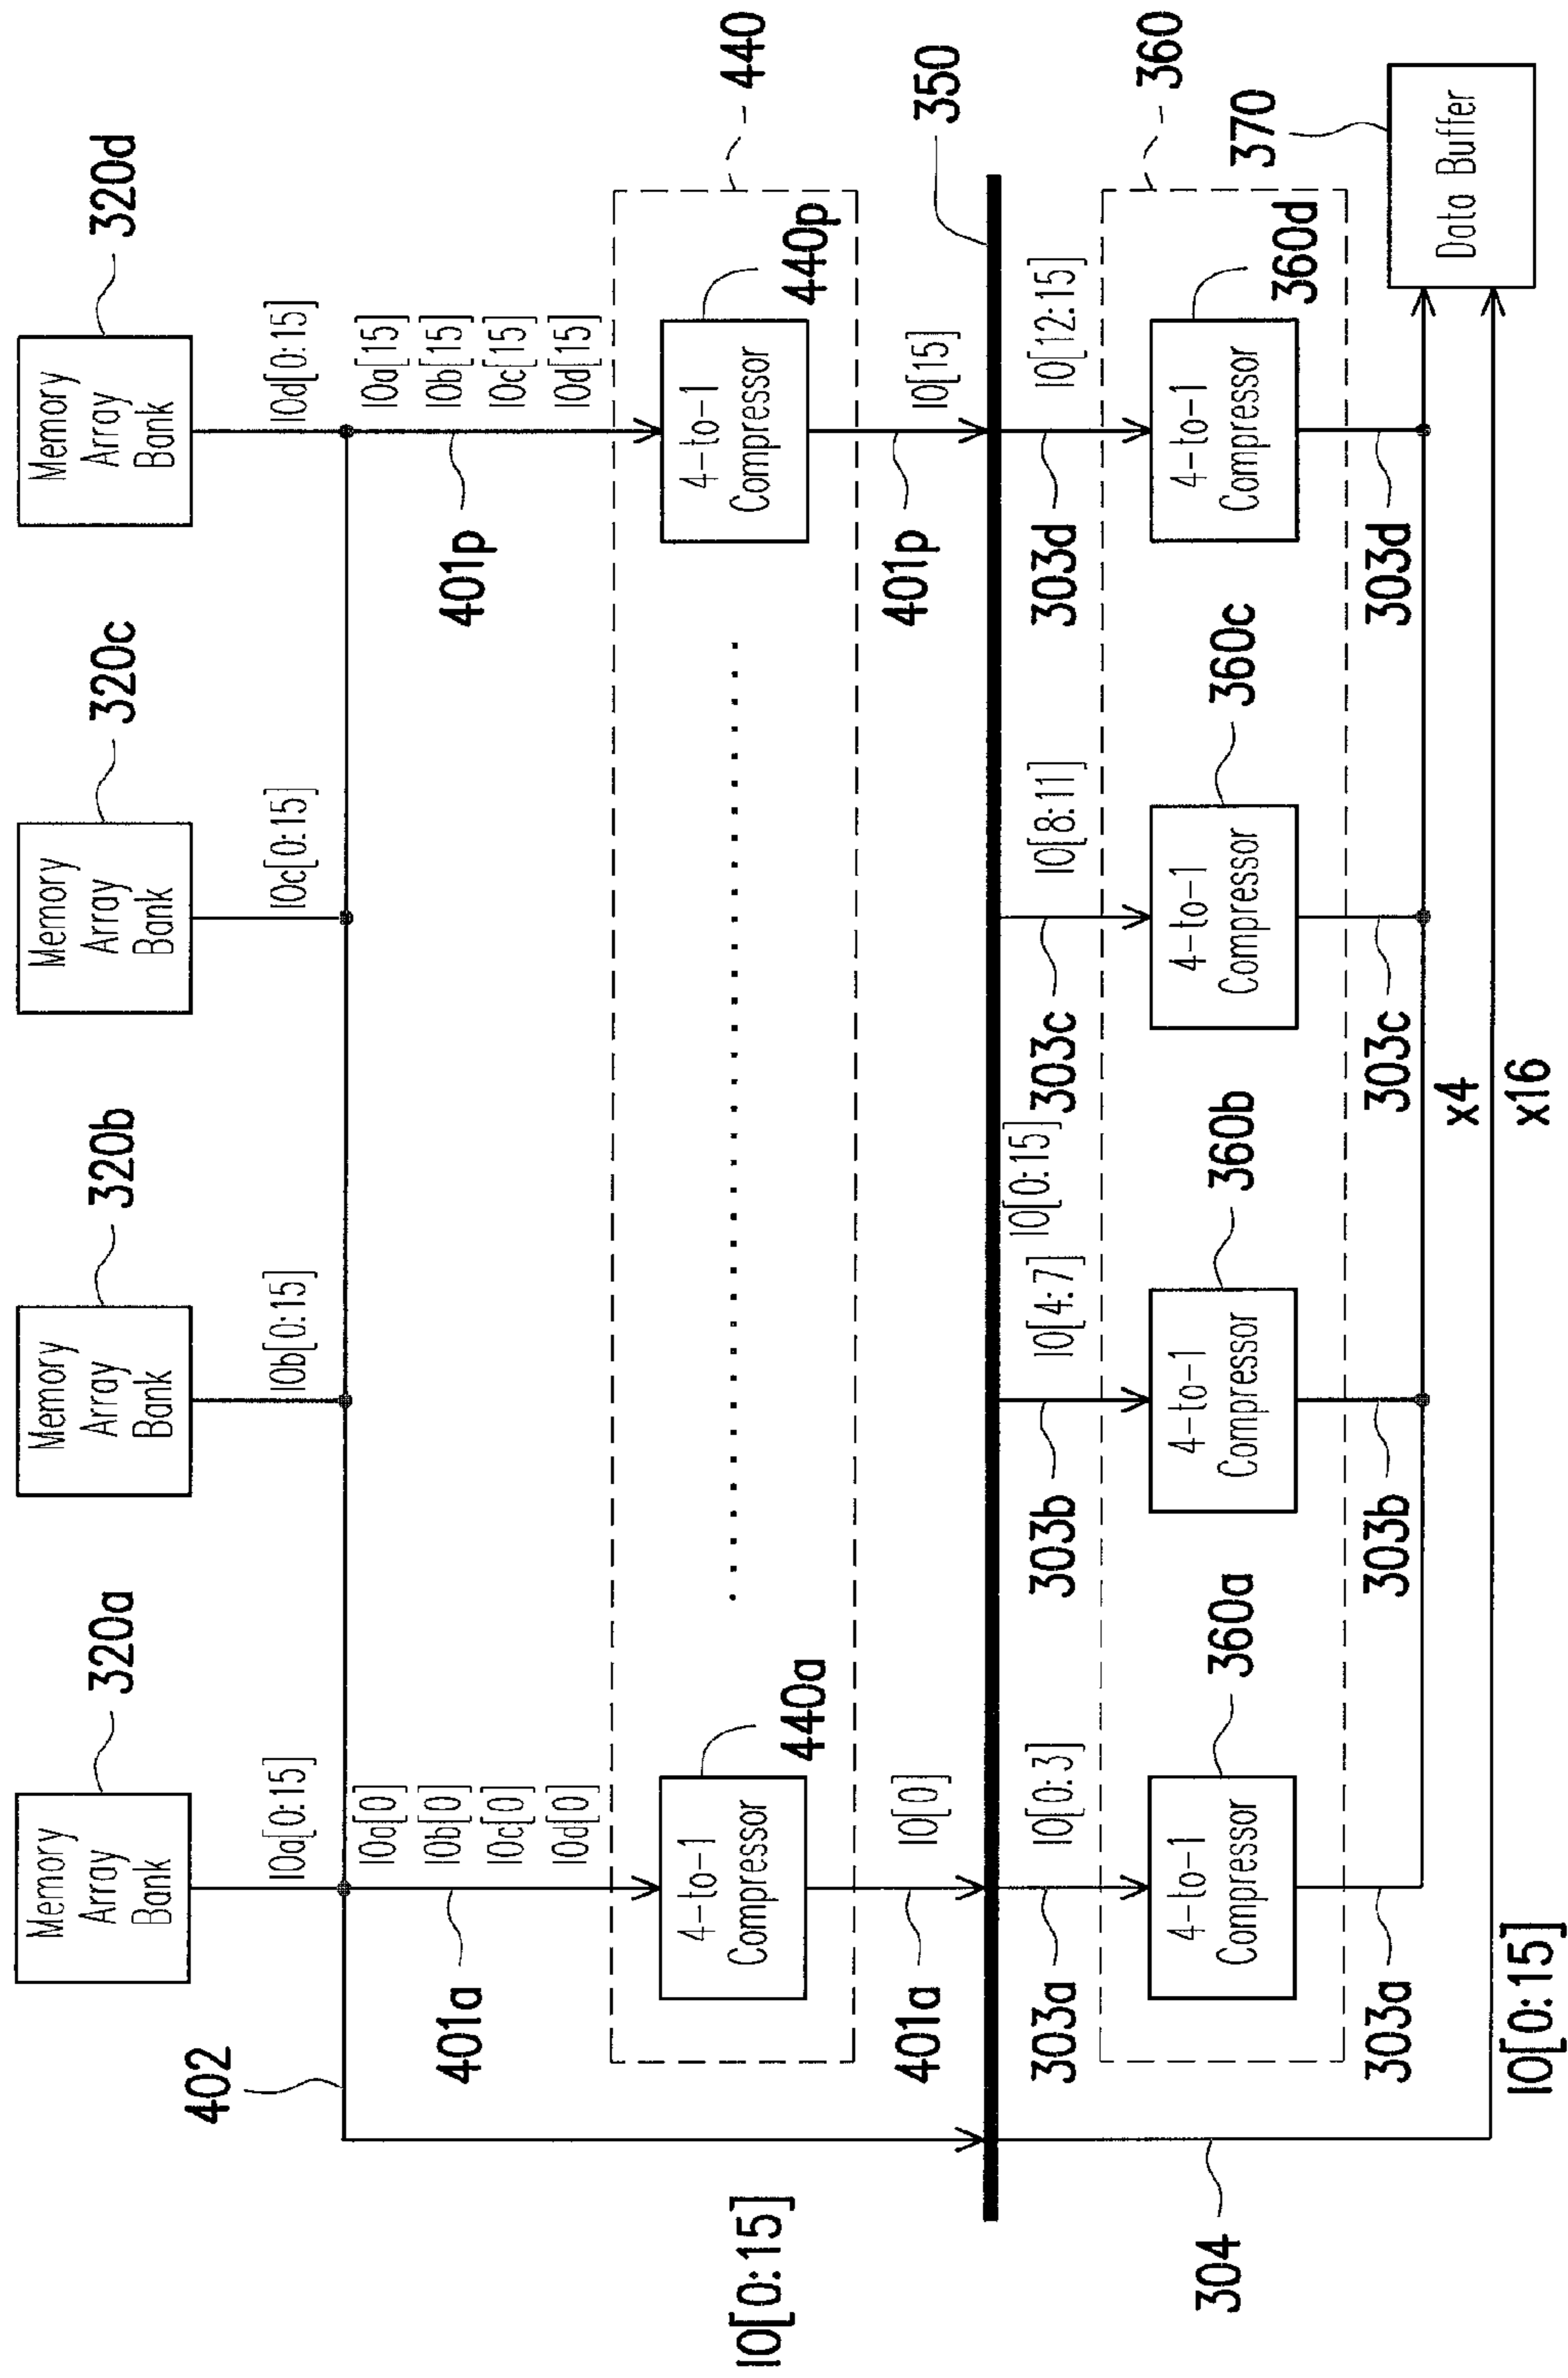 320a
320b
320c
320d
Memory
Array
Bank
Memory
Array
Bank
Memory
Array
Bank
Memory
Array
Bank
402
IOa[0:15]
IOb[0:15]
IOc[0:15]
IOd[0:15]
401a
IOa[0]
IOb[0]
IOc[0]
IOd[0]
401p
IOa[15]
IOb[15]
IOc[15]
IOd[15]
440
IO[0:15]
4-to-1
Compressor
440a
4-to-1
Compressor
440p
401a
IO[0]
401p
IO[15]
350
303a
IO[0:3]
303b
IO[4:7]
IO[0:15]
303c
IO[8:11]
303d
IO[12:15]
360
304
4-to-1
Compressor
360a
4-to-1
Compressor
360b
4-to-1
Compressor
360c
4-to-1
Compressor
360d
370
303a
303b
303c
303d
x4
Data Buffer
IO[0:15]
x16